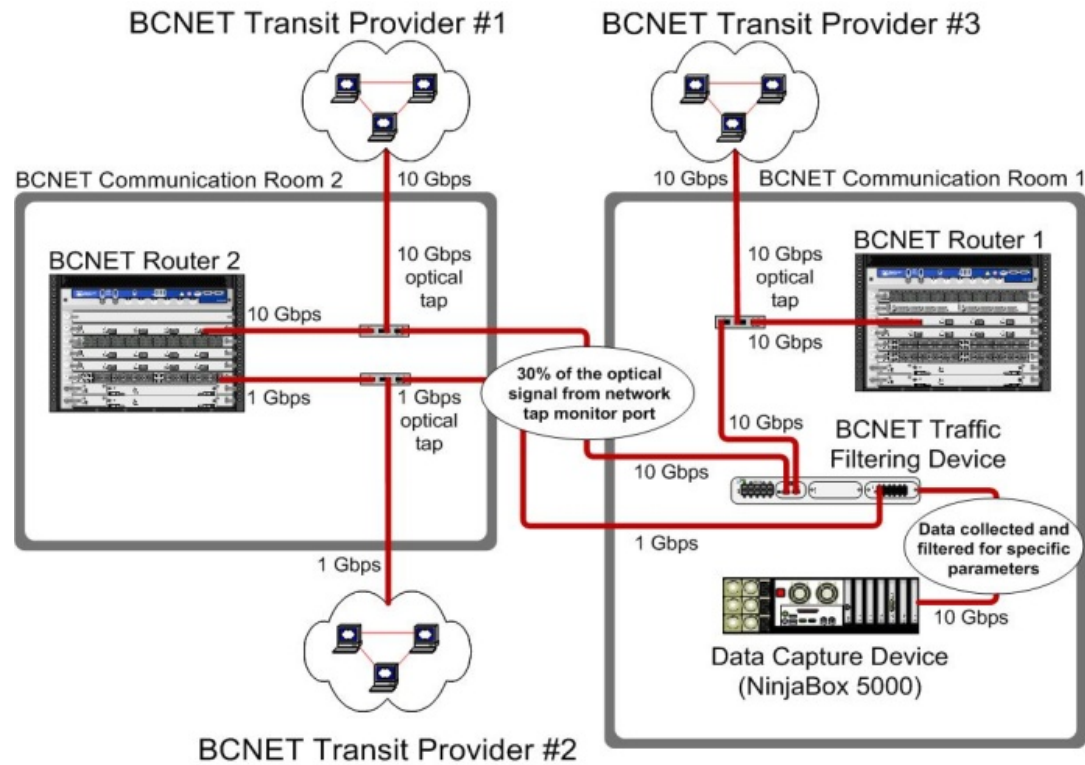 BCNET Transit Provider #1
BCNET Transit Provider #3
BCNET Communication Room 2
10 Gbps
10 Gbps
BCNET Communication Room 1
BCNET Router 2
10 Gbps
optical
tap
10 Gbps
1 Gbps
1 Gbps
optical
tap
30% of the optical
signal from network
tap monitor port
10 Gbps
optical
tap
BCNET Router 1
10 Gbps
10 Gbps
BCNET Traffic
Filtering Device
10 Gbps
1 Gbps
Data collected and
filtered for specific
parameters
10 Gbps
Data Capture Device
(NinjaBox 5000)
1 Gbps
BCNET Transit Provider #2